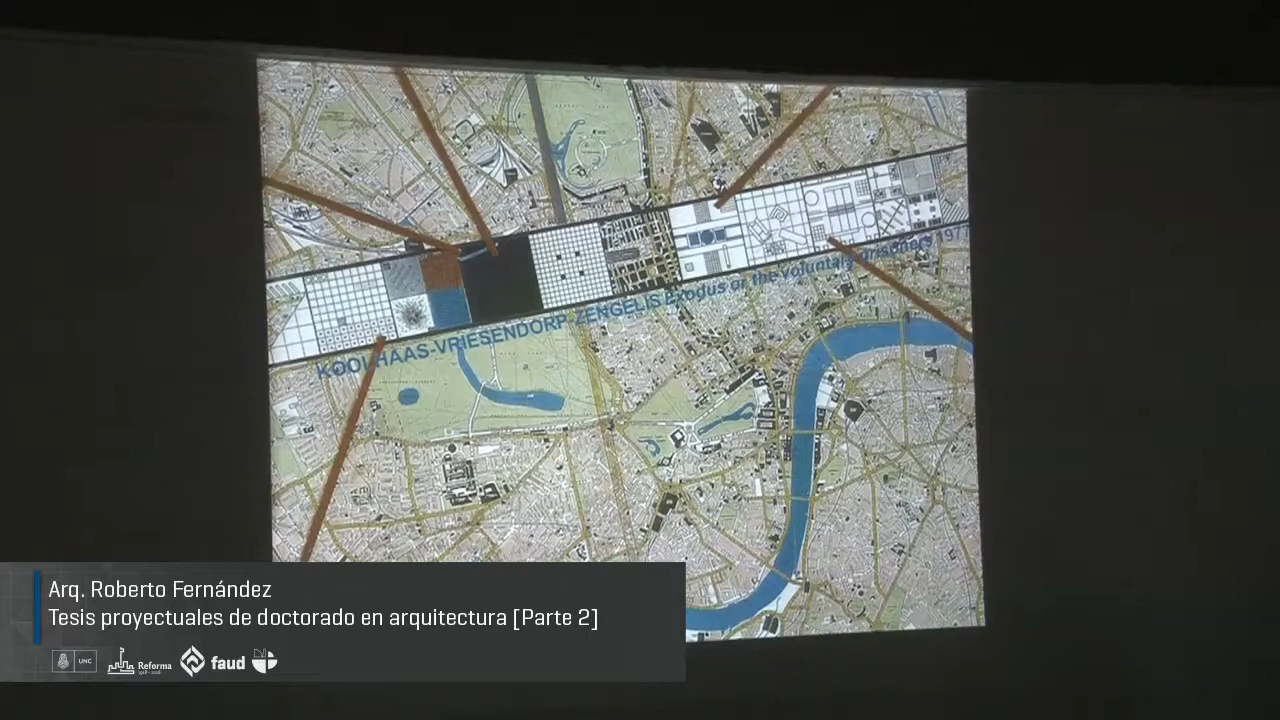 KOOLHAAS-VRIESENDORP-ZENGELIS Exodus or the voluntary prisoners 1977
Arq. Roberto Fernández
Tesis proyectuales de doctorado en arquitectura [Parte 2]
UNC
Reforma
faud